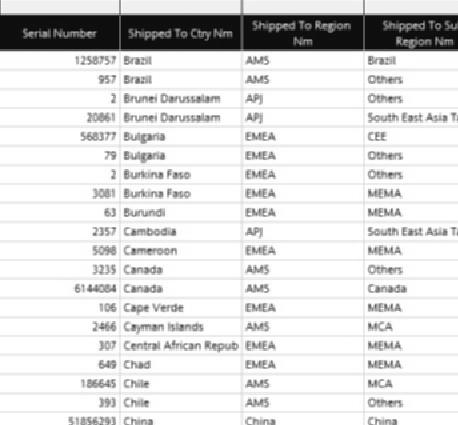 Serial Number Shipped To Ctry Nm Shipped To Region Nm Shipped To Su Region Nm
1258757 Brazil AMS Brazil
957 Brazil AMS Others
2 Brunei Darussalam APJ Others
20861 Brunei Darussalam APJ South East Asia T
568377 Bulgaria EMEA CEE
79 Bulgaria EMEA Others
2 Burkina Faso EMEA Others
3081 Burkina Faso EMEA MEMA
63 Burundi EMEA MEMA
2357 Cambodia APJ South East Asia T
5098 Cameroon EMEA MEMA
3235 Canada AMS Others
6144084 Canada AMS Canada
106 Cape Verde EMEA MEMA
2466 Cayman Islands AMS MCA
307 Central African Repub EMEA MEMA
649 Chad EMEA MEMA
186645 Chile AMS MCA
393 Chile AMS Others
51856293 China China China